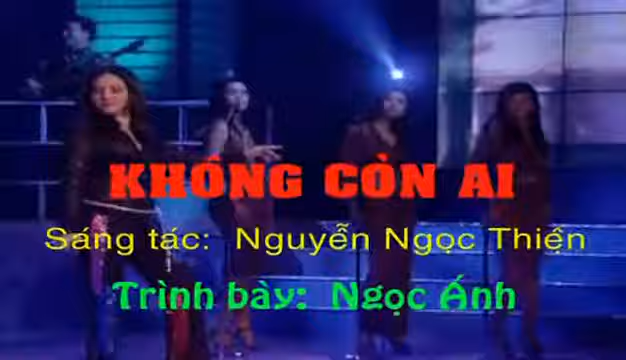 KHÔNG CÒN AI
Sáng tác: Nguyễn Ngọc Thiện
Trình bày: Ngọc Ánh